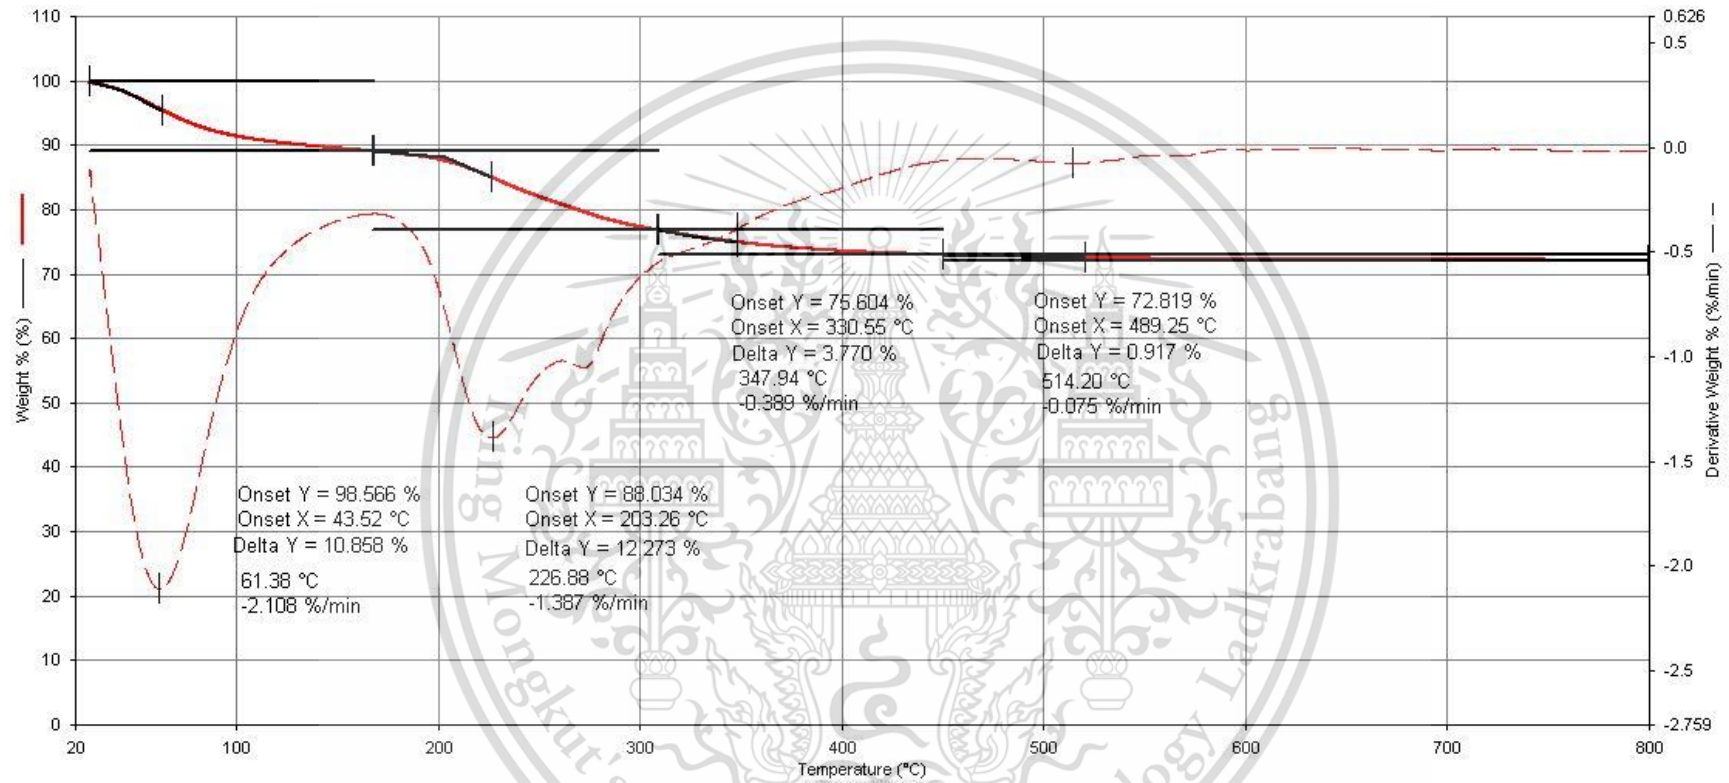 110
100
90
80
70
60
50
40
30
20
10
0
Weight % (%)
0.626
0.5
0.0
-0.5
-1.0
-1.5
-2.0
-2.5
-2.759
Derivative Weight % (%/min)
Onset Y = 75.604 %
Onset X = 330.55 °C
Delta Y = 3.770 %
347.94 °C
-0.389 %/min
Onset Y = 72.819 %
Onset X = 489.25 °C
Delta Y = 0.917 %
514.20 °C
-0.075 %/min
Onset Y = 98.566 %
Onset X = 43.52 °C
Delta Y = 10.858 %
61.38 °C
-2.108 %/min
Onset Y = 88.034 %
Onset X = 203.26 °C
Delta Y = 12.273 %
226.88 °C
-1.387 %/min
20 100 200 300 400 500 600 700 800
Temperature (°C)
King Mongkut's
logy Ladkrabang